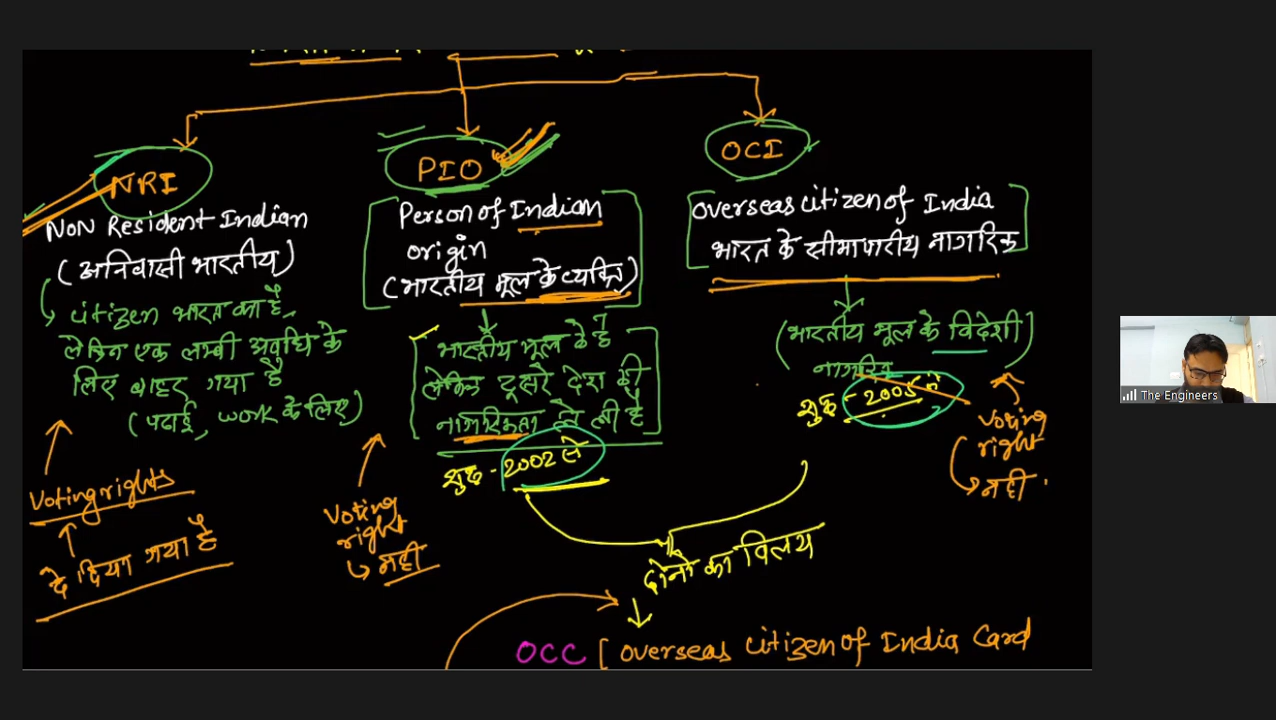 NRI
NON Resident Indian
(अनिवासी भारतीय)
citizen भारत का है,
लेकिन एक लम्बी अवधि के
लिए बाहर गया है
(पढाई, work के लिए)
Voting rights
दे दिया गया है
PIO
Person of Indian
origin
(भारतीय मूल के व्यक्ति)
भारतीय मूल के है
लेकिन दूसरे देश की
नागरिकता ले ली है
शुरू - 2002 से
Voting
right
नही
OCI
Overseas citizen of India
भारत के सीमापारीय नागरिक
(भारतीय मूल के विदेशी)
नागरिक
शुरू - 2005 से
Voting
right
नही
दोनो का विलय
OCC [Overseas citizen of India Card
The Engineers